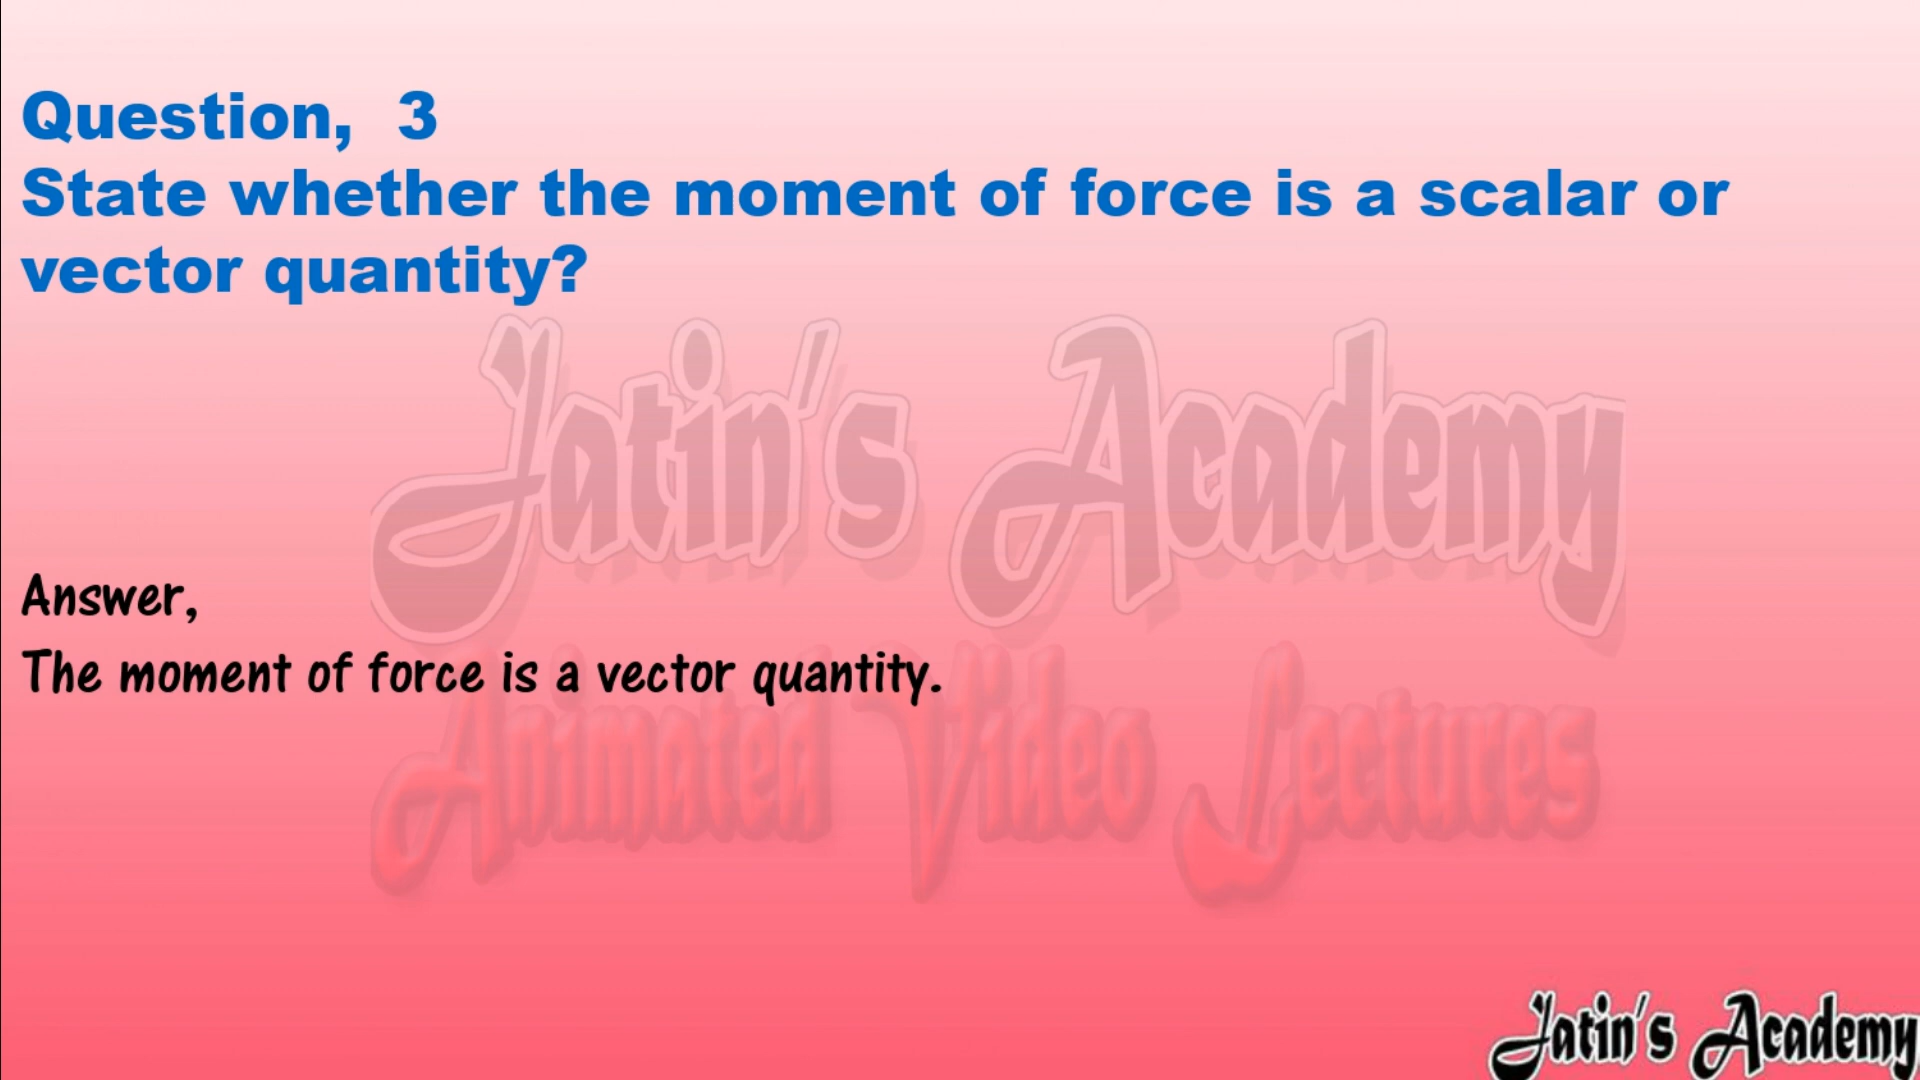 Question, 3
State whether the moment of force is a scalar or
vector quantity?
Jatin's Academy
Answer,
The moment of force is a vector quantity.
Animated Video Lectures
Jatin's Academy